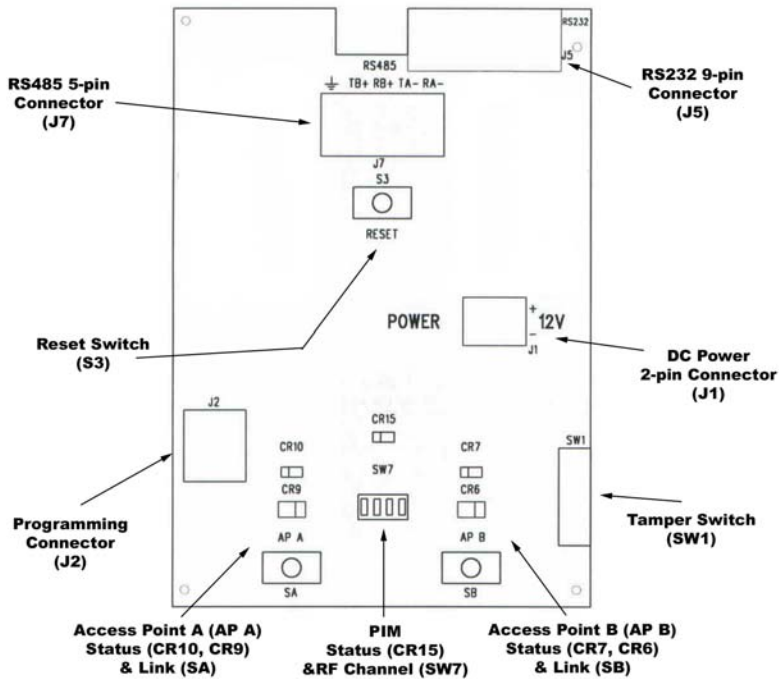 RS232
J5
RS485
TB+ RB+ TA- RA-
J7
S3
RESET
POWER
+
12V
-
J1
J2
CR15
CR10
CR7
SW1
SW7
CR9
CR6
AP A
AP B
SA
SB
RS485 5-pin
Connector
(J7)
RS232 9-pin
Connector
(J5)
Reset Switch
(S3)
DC Power
2-pin Connector
(J1)
Programming
Connector
(J2)
Tamper Switch
(SW1)
Access Point A (AP A)
Status (CR10, CR9)
& Link (SA)
PIM
Status (CR15)
&RF Channel (SW7)
Access Point B (AP B)
Status (CR7, CR6)
& Link (SB)